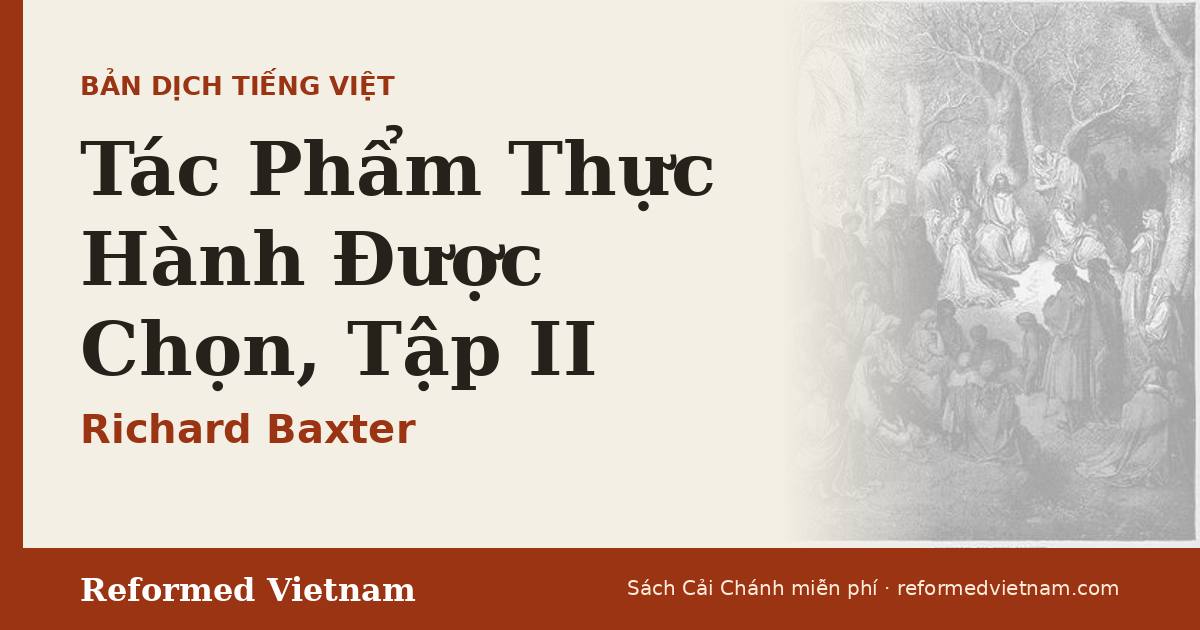 BẢN DỊCH TIẾNG VIỆT
Tác Phẩm Thực
Hành Được
Chọn, Tập II
Richard Baxter
Reformed Vietnam
Sách Cải Chánh miễn phí · reformedvietnam.com